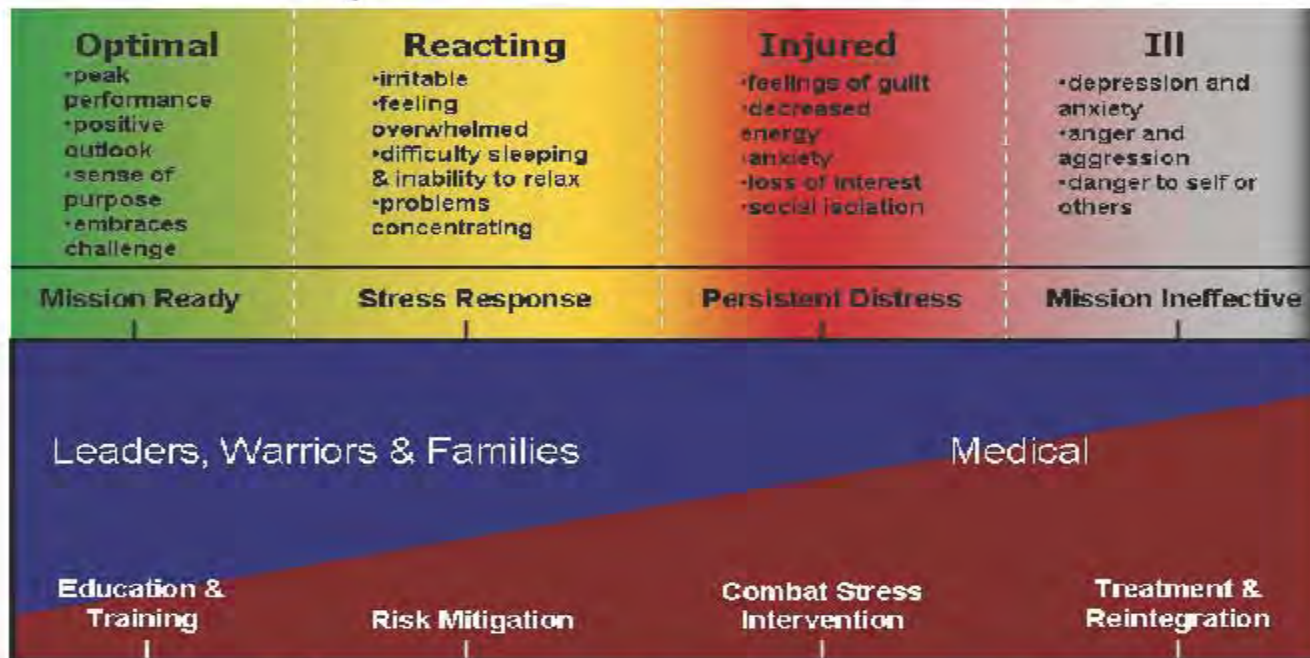 Optimal
•peak
performance
•positive
outlook
•sense of
purpose
•embraces
challenge
Reacting
•irritable
•feeling
overwhelmed
•difficulty sleeping
& inability to relax
•problems
concentrating
Injured
•feelings of guilt
•decreased
energy
•anxiety
•loss of interest
•social isolation
Ill
•depression and
anxiety
•anger and
aggression
•danger to self or
others
Mission Ready
Stress Response
Persistent Distress
Mission Ineffective
Leaders, Warriors & Families
Medical
Education &
Training
Risk Mitigation
Combat Stress
Intervention
Treatment &
Reintegration